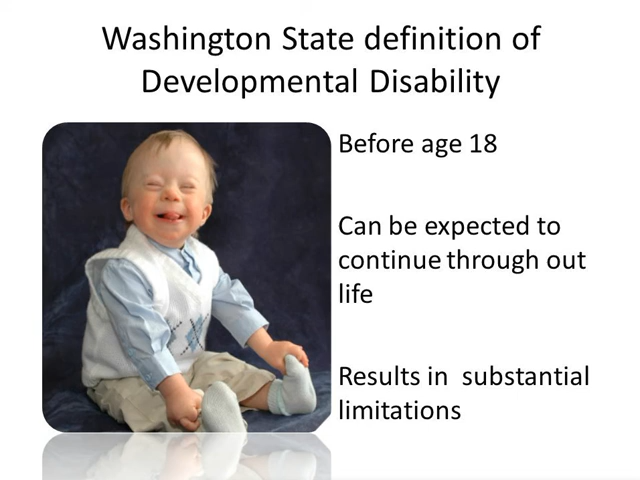 Washington State definition of
Developmental Disability
Before age 18
Can be expected to
continue through out
life
Results in  substantial
limitations